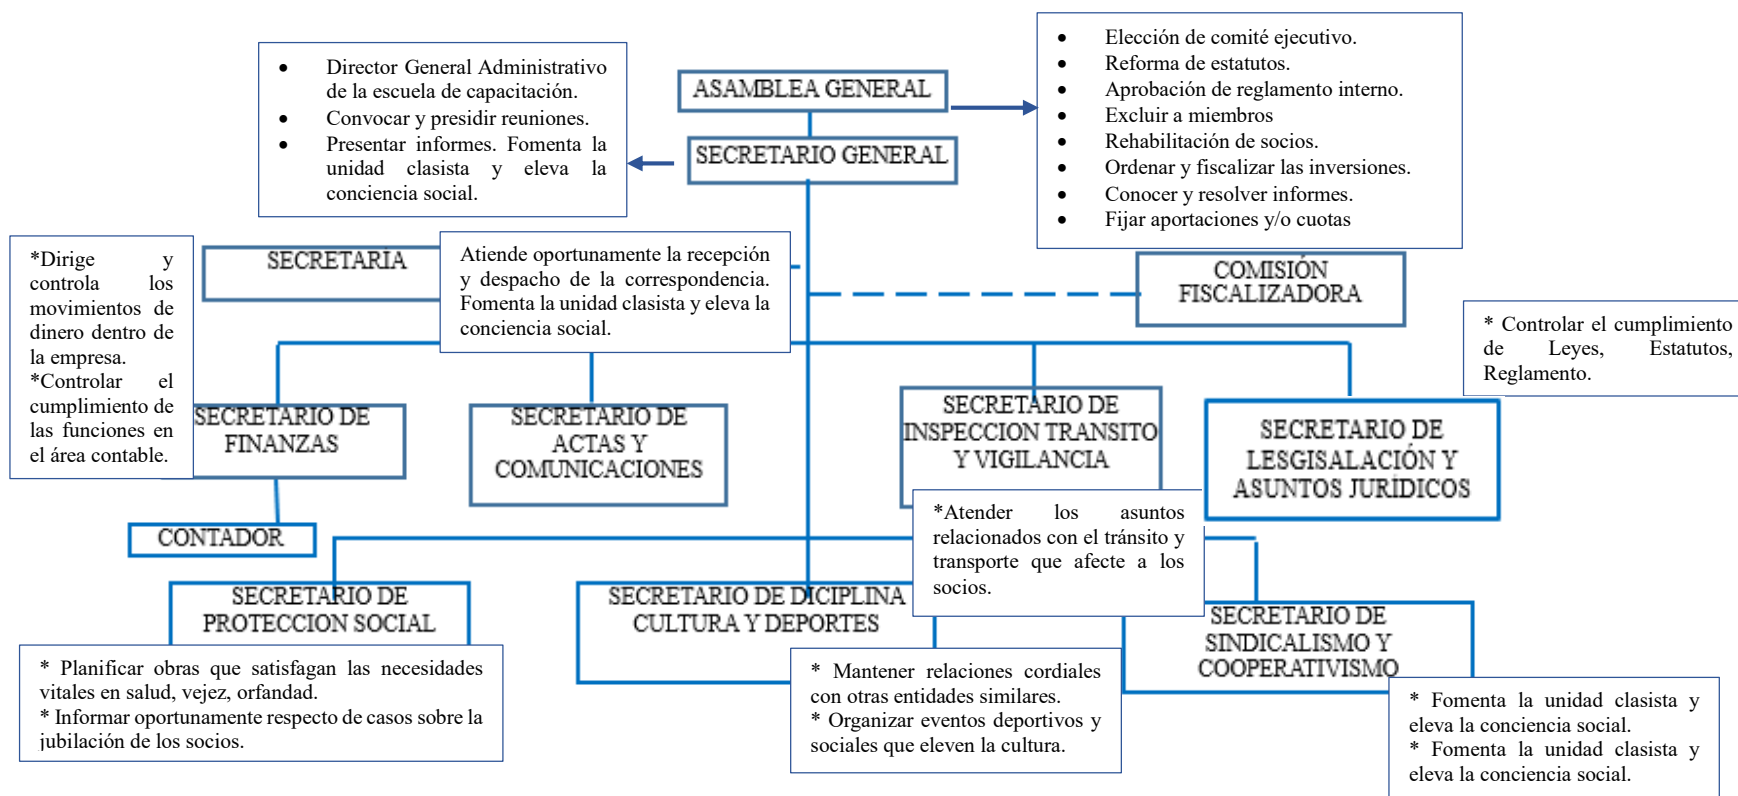 • Director General Administrativo
de la escuela de capacitación.
• Convocar y presidir reuniones.
• Presentar informes. Fomenta la
unidad clasista y eleva la
conciencia social.
ASAMBLEA GENERAL
SECRETARIO GENERAL
• Elección de comité ejecutivo.
• Reforma de estatutos.
• Aprobación de reglamento interno.
• Excluir a miembros
• Rehabilitación de socios.
• Ordenar y fiscalizar las inversiones.
• Conocer y resolver informes.
• Fijar aportaciones y/o cuotas
*Dirige y
controla los
movimientos de
dinero dentro de
la empresa.
*Controlar el
cumplimiento de
las funciones en
el área contable.
SECRETARÍA
Atiende oportunamente la recepción
y despacho de la correspondencia.
Fomenta la unidad clasista y eleva la
conciencia social.
COMISIÓN
FISCALIZADORA
* Controlar el cumplimiento
de Leyes, Estatutos,
Reglamento.
SECRETARIO DE
FINANZAS
SECRETARIO DE
ACTAS Y
COMUNICACIONES
SECRETARIO DE
INSPECCION TRANSITO
Y VIGILANCIA
SECRETARIO DE
LESGISALACIÓN Y
ASUNTOS JURÍDICOS
CONTADOR
*Atender los asuntos
relacionados con el tránsito y
transporte que afecte a los
socios.
SECRETARIO DE
PROTECCION SOCIAL
SECRETARIO DE DICIPLINA
CULTURA Y DEPORTES
SECRETARIO DE
SINDICALISMO Y
COOPERATIVISMO
* Planificar obras que satisfagan las necesidades
vitales en salud, vejez, orfandad.
* Informar oportunamente respecto de casos sobre la
jubilación de los socios.
* Mantener relaciones cordiales
con otras entidades similares.
* Organizar eventos deportivos y
sociales que eleven la cultura.
* Fomenta la unidad clasista y
eleva la conciencia social.
* Fomenta la unidad clasista y
eleva la conciencia social.